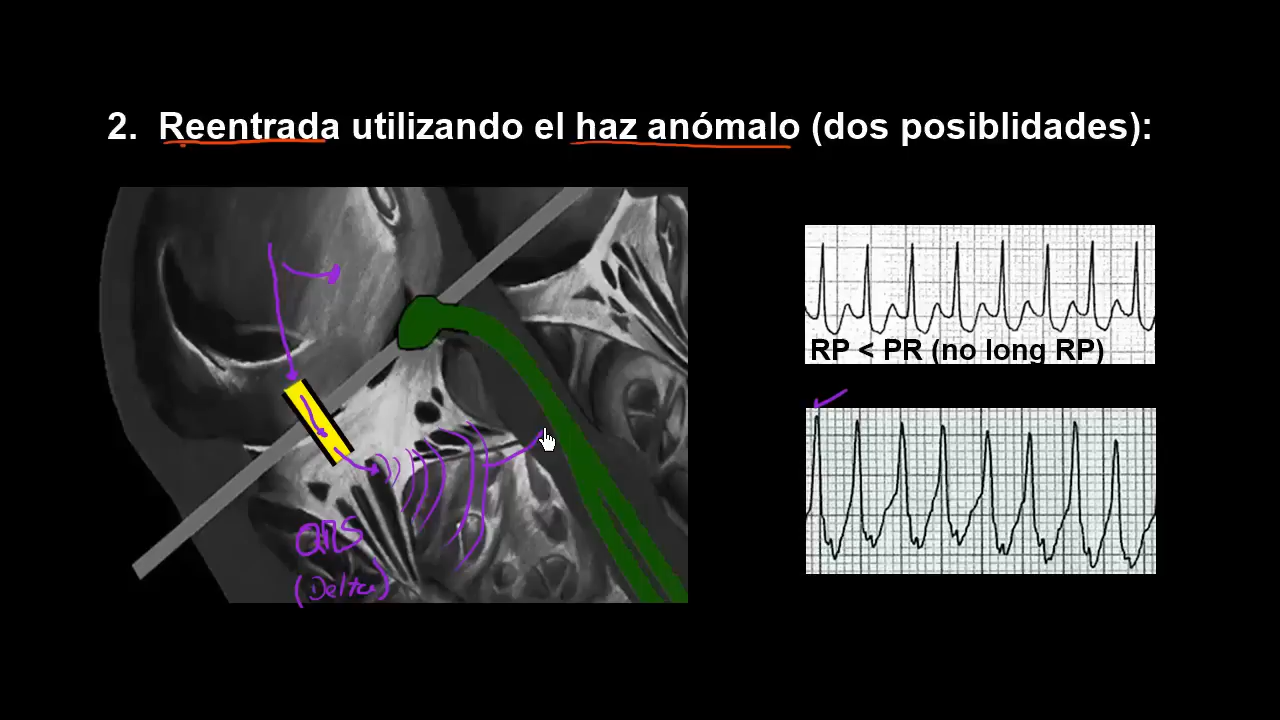 2. Reentrada utilizando el haz anómalo (dos posiblidades):
RP < PR (no long RP)
QRS
(Delta)